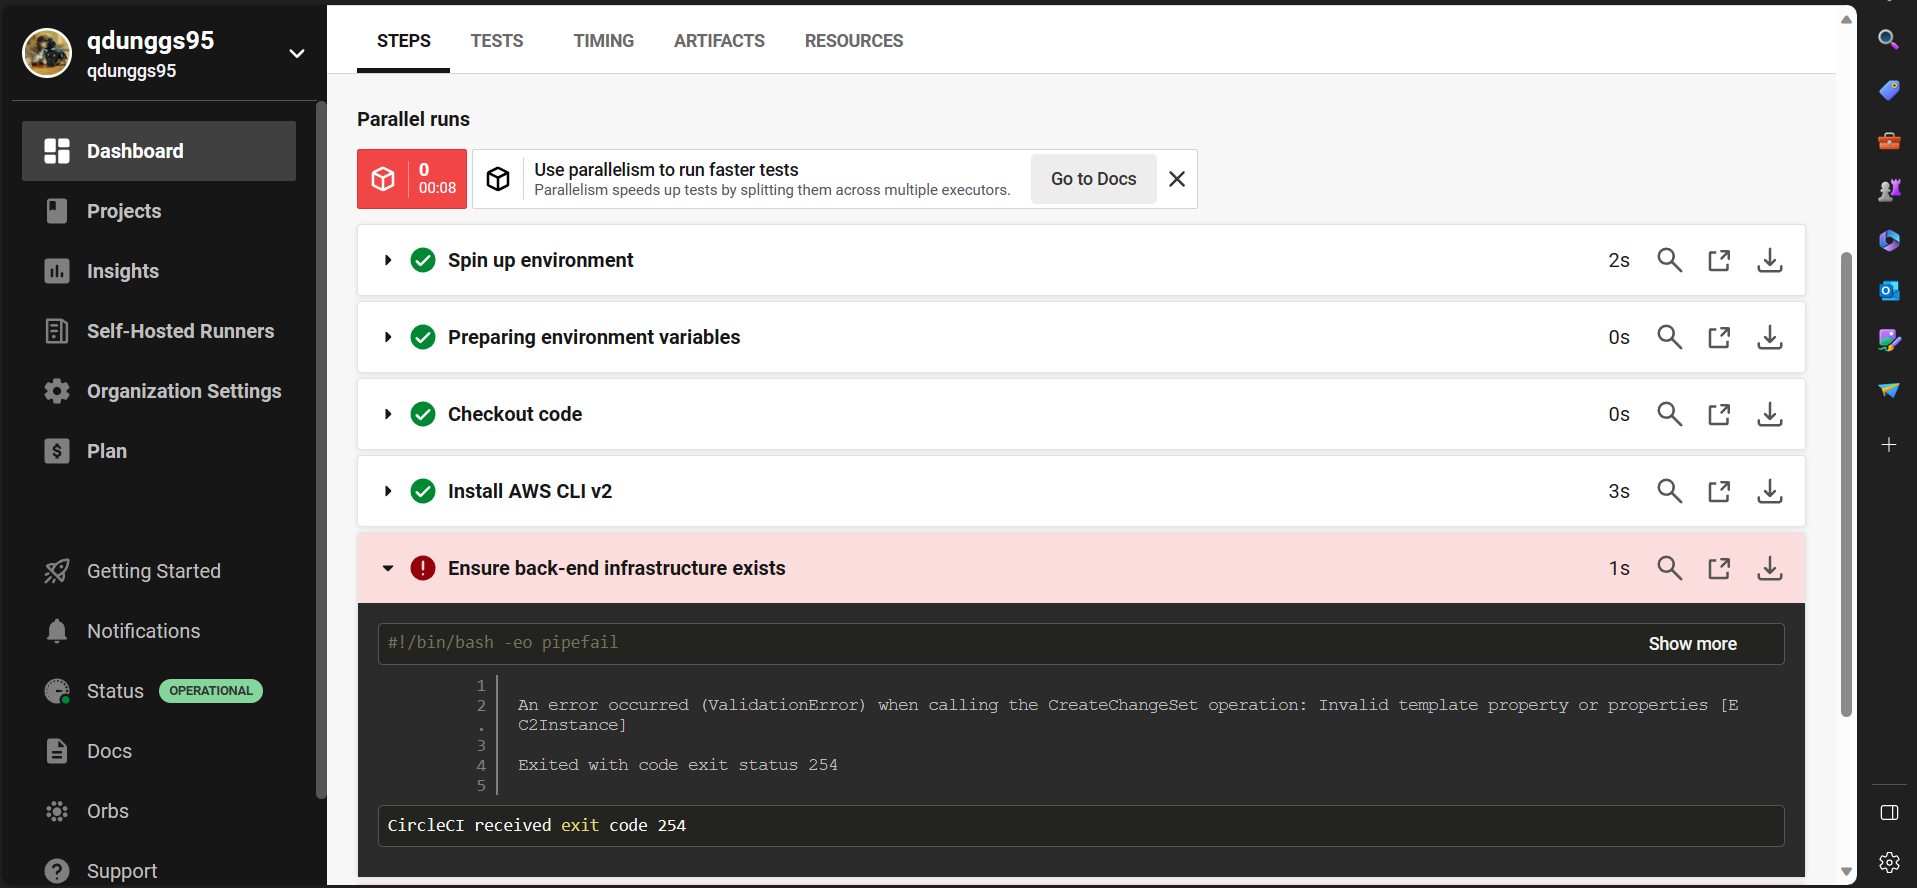 qdunggs95
qdunggs95
Dashboard
Projects
Insights
Self-Hosted Runners
Organization Settings
Plan
Getting Started
Notifications
Status OPERATIONAL
Docs
Orbs
Support
STEPS TESTS TIMING ARTIFACTS RESOURCES
Parallel runs
0
00:08
Use parallelism to run faster tests
Parallelism speeds up tests by splitting them across multiple executors.
Go to Docs
Spin up environment 2s
Preparing environment variables 0s
Checkout code 0s
Install AWS CLI v2 3s
Ensure back-end infrastructure exists 1s
#!/bin/bash -eo pipefail Show more
1
2 An error occurred (ValidationError) when calling the CreateChangeSet operation: Invalid template property or properties [E
. C2Instance]
3
4 Exited with code exit status 254
5
CircleCI received exit code 254